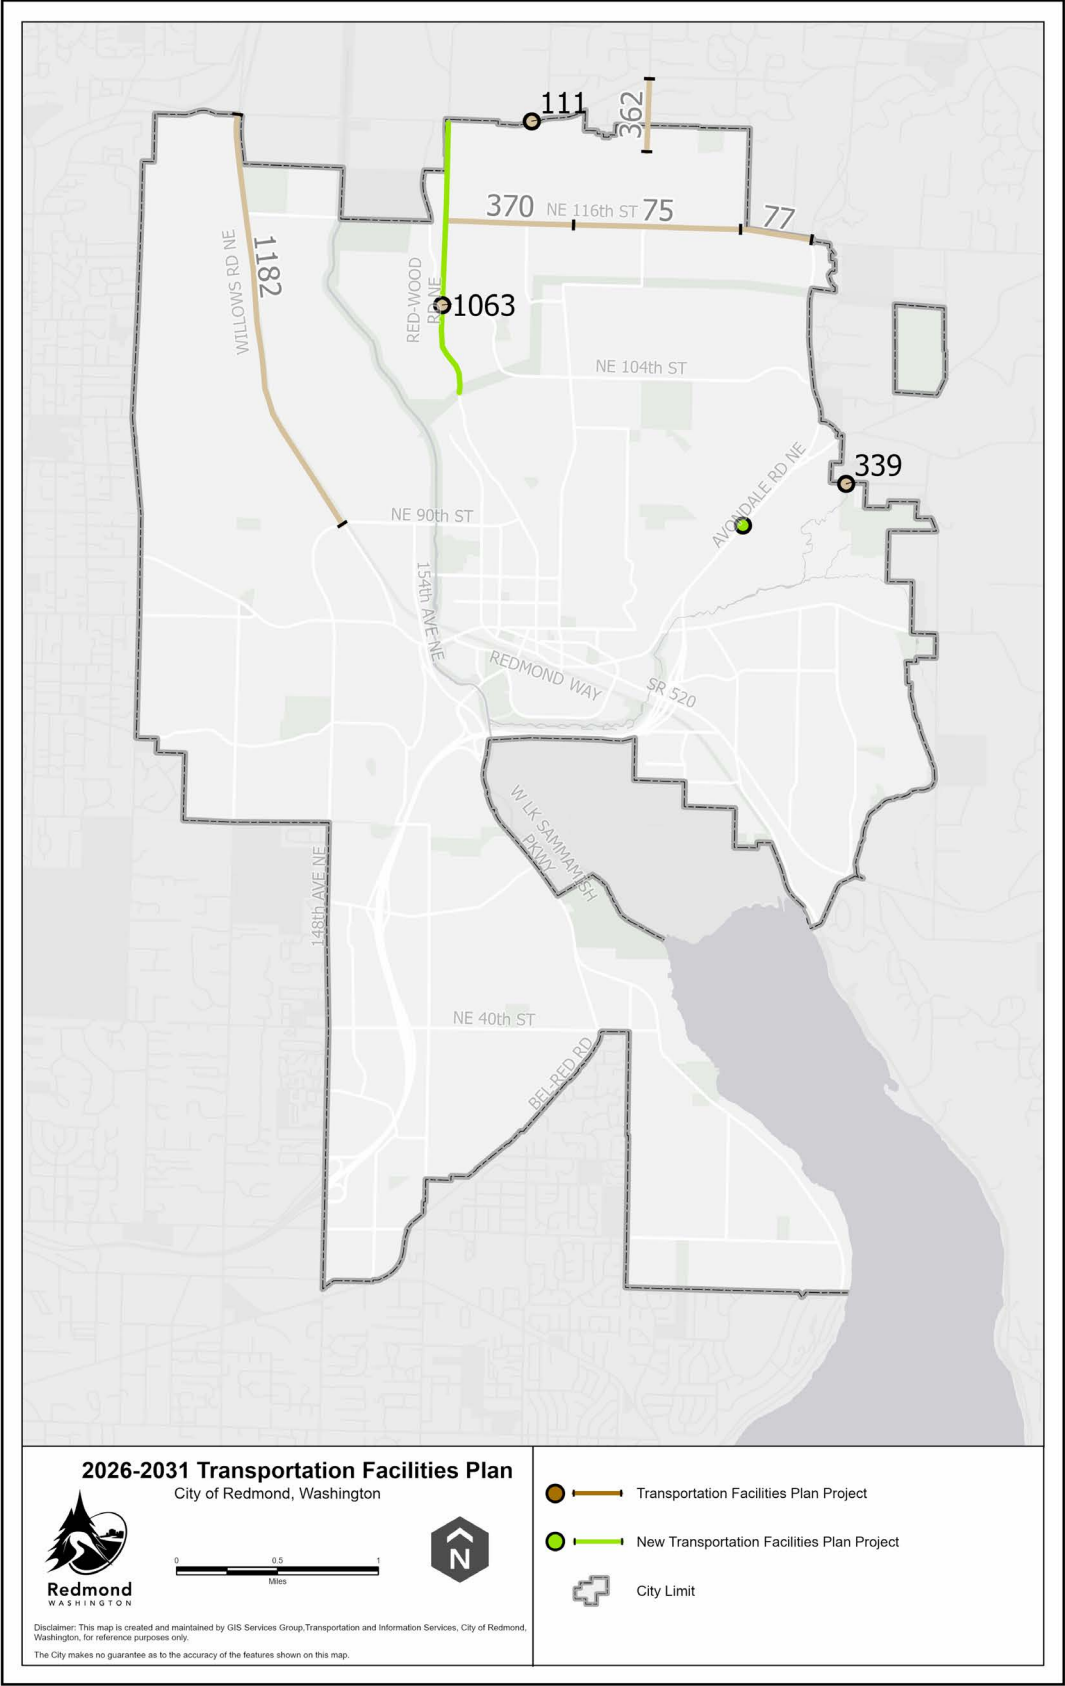 111
362
370
NE 116th ST
75
77
WILLOWS RD NE
1182
RED-WOOD
RD NE
1063
NE 104th ST
339
AVONDALE RD NE
NE 90th ST
154th AVE NE
REDMOND WAY
SR 520
W LK SAMMAMISH
PKWY
148th AVE NE
NE 40th ST
BEL-RED RD
2026-2031 Transportation Facilities Plan
City of Redmond, Washington
Redmond
WASHINGTON
0 0.5 1
Miles
N
Disclaimer: This map is created and maintained by GIS Services Group,Transportation and Information Services, City of Redmond,
Washington, for reference purposes only.
The City makes no guarantee as to the accuracy of the features shown on this map.
Transportation Facilities Plan Project
New Transportation Facilities Plan Project
City Limit